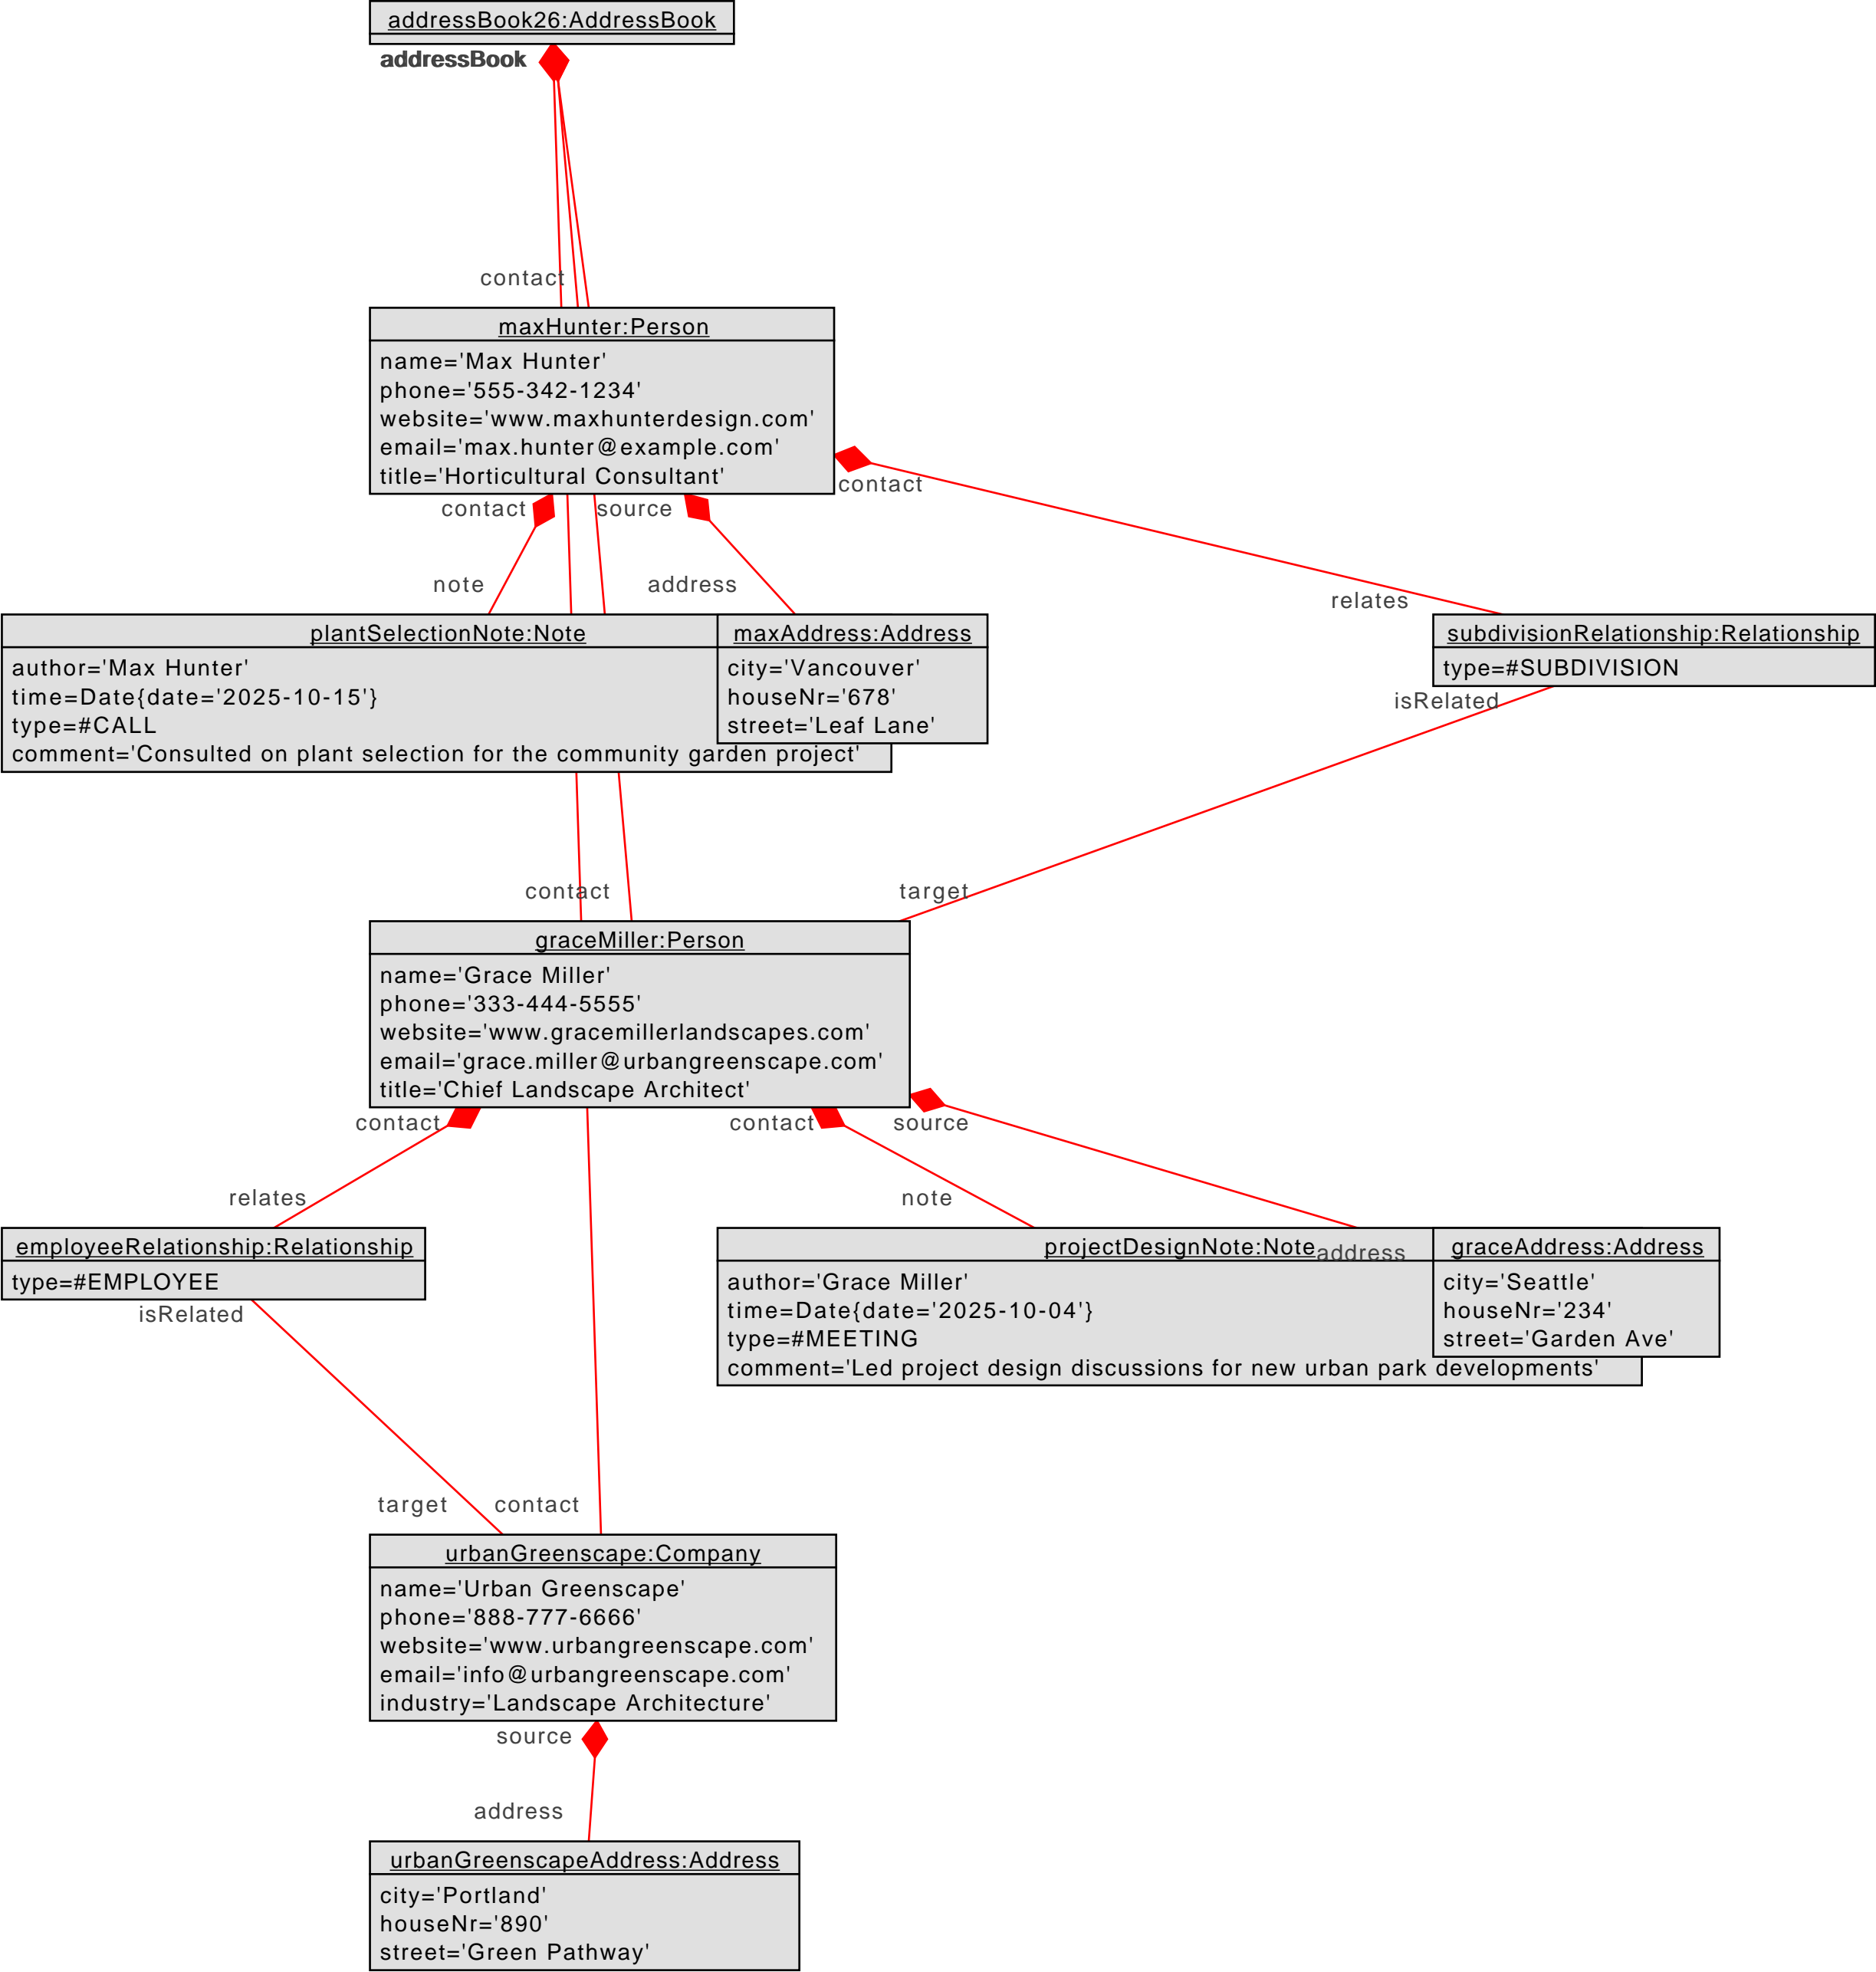 addressBook26:AddressBook
addressBook
contact
maxHunter:Person
name='Max Hunter'
phone='555-342-1234'
website='www.maxhunterdesign.com'
email='max.hunter@example.com'
title='Horticultural Consultant'
contact
contact
source
note
address
relates
plantSelectionNote:Note
author='Max Hunter'
time=Date{date='2025-10-15'}
type=#CALL
comment='Consulted on plant selection for the community garden project'
maxAddress:Address
city='Vancouver'
houseNr='678'
street='Leaf Lane'
subdivisionRelationship:Relationship
type=#SUBDIVISION
isRelated
contact
target
graceMiller:Person
name='Grace Miller'
phone='333-444-5555'
website='www.gracemillerlandscapes.com'
email='grace.miller@urbangreenscape.com'
title='Chief Landscape Architect'
contact
contact
source
relates
note
address
employeeRelationship:Relationship
type=#EMPLOYEE
isRelated
projectDesignNote:Note
author='Grace Miller'
time=Date{date='2025-10-04'}
type=#MEETING
comment='Led project design discussions for new urban park developments'
graceAddress:Address
city='Seattle'
houseNr='234'
street='Garden Ave'
target
contact
urbanGreenscape:Company
name='Urban Greenscape'
phone='888-777-6666'
website='www.urbangreenscape.com'
email='info@urbangreenscape.com'
industry='Landscape Architecture'
source
address
urbanGreenscapeAddress:Address
city='Portland'
houseNr='890'
street='Green Pathway'